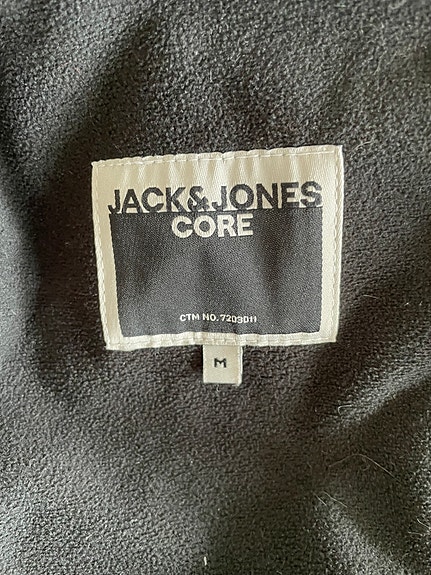 JACK&JONES
CORE
CTM NO. 7203011
M